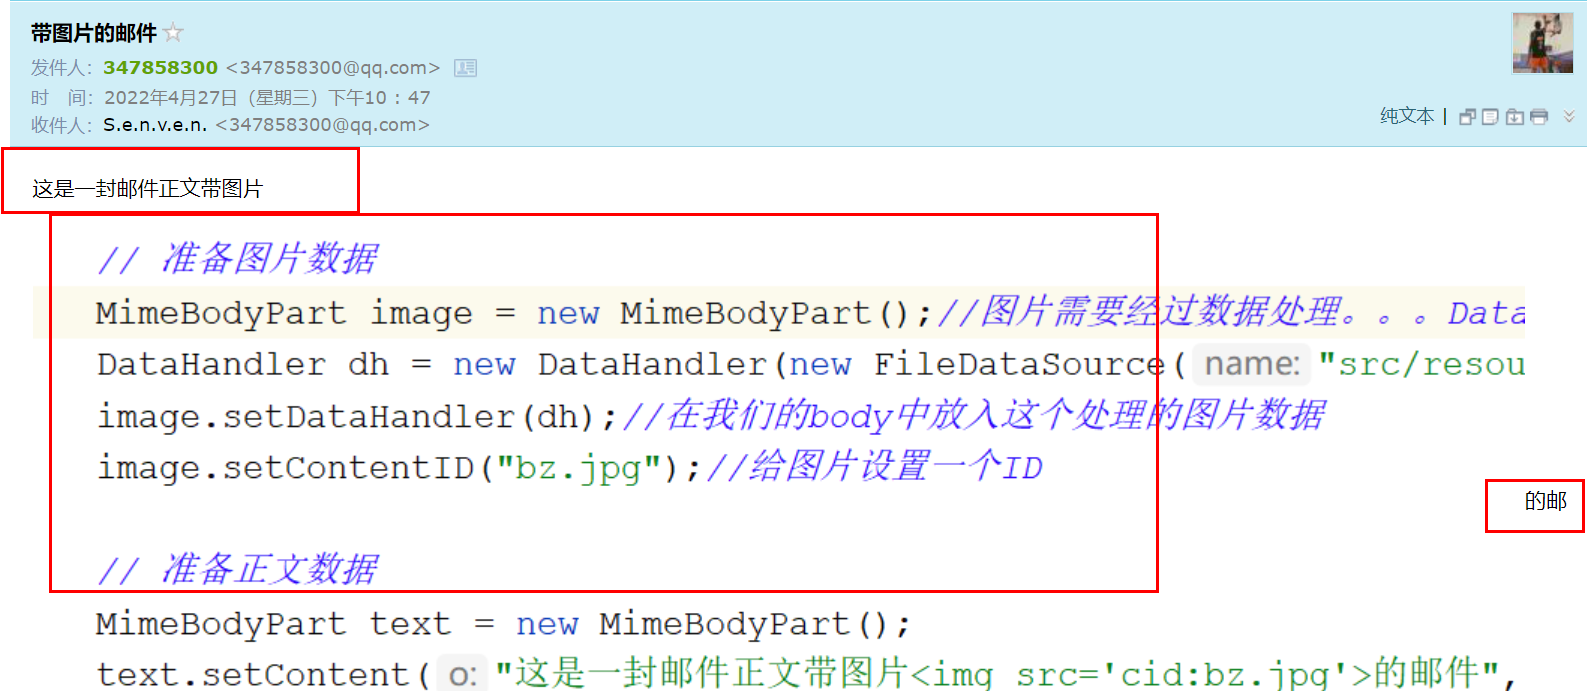 带图片的邮件
发件人：347858300 <347858300@qq.com>
时 间：2022年4月27日（星期三）下午10：47
收件人：S.e.n.v.e.n. <347858300@qq.com>
纯文本 |
这是一封邮件正文带图片
// 准备图片数据
MimeBodyPart image = new MimeBodyPart();//图片需要经过数据处理。。。Data
DataHandler dh = new DataHandler(new FileDataSource( name: "src/resou
image.setDataHandler(dh);//在我们的body中放入这个处理的图片数据
image.setContentID("bz.jpg");//给图片设置一个ID
的邮
// 准备正文数据
MimeBodyPart text = new MimeBodyPart();
text.setContent( o: "这是一封邮件正文带图片<img src='cid:bz.jpg'>的邮件",